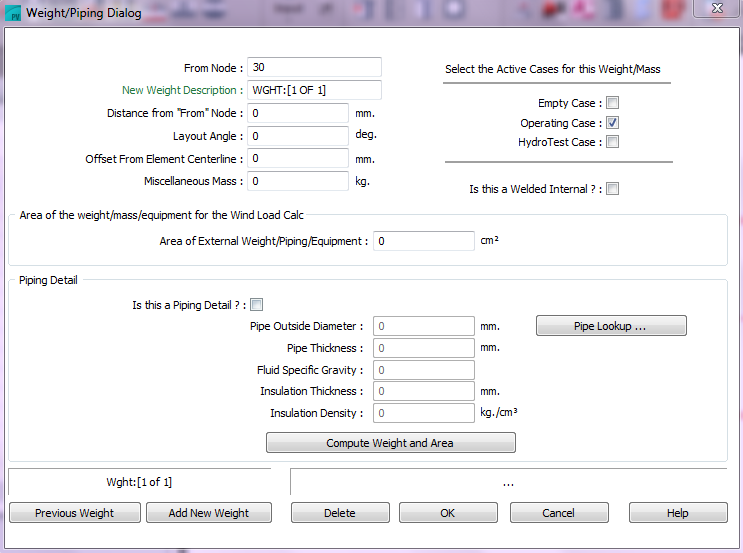 PV Weight/Piping Dialog
From Node : 30
Select the Active Cases for this Weight/Mass
New Weight Description : WGHT:[1 OF 1]
Empty Case :
Distance from "From" Node : 0 mm.
Operating Case :
Layout Angle : 0 deg.
HydroTest Case :
Offset From Element Centerline : 0 mm.
Miscellaneous Mass : 0 kg.
Is this a Welded Internal ? :
Area of the weight/mass/equipment for the Wind Load Calc
Area of External Weight/Piping/Equipment : 0 cm²
Piping Detail
Is this a Piping Detail ? :
Pipe Outside Diameter : 0 mm. Pipe Lookup ...
Pipe Thickness : 0 mm.
Fluid Specific Gravity : 0
Insulation Thickness : 0 mm.
Insulation Density : 0 kg./cm³
Compute Weight and Area
Wght:[1 of 1] ...
Previous Weight Add New Weight Delete OK Cancel Help